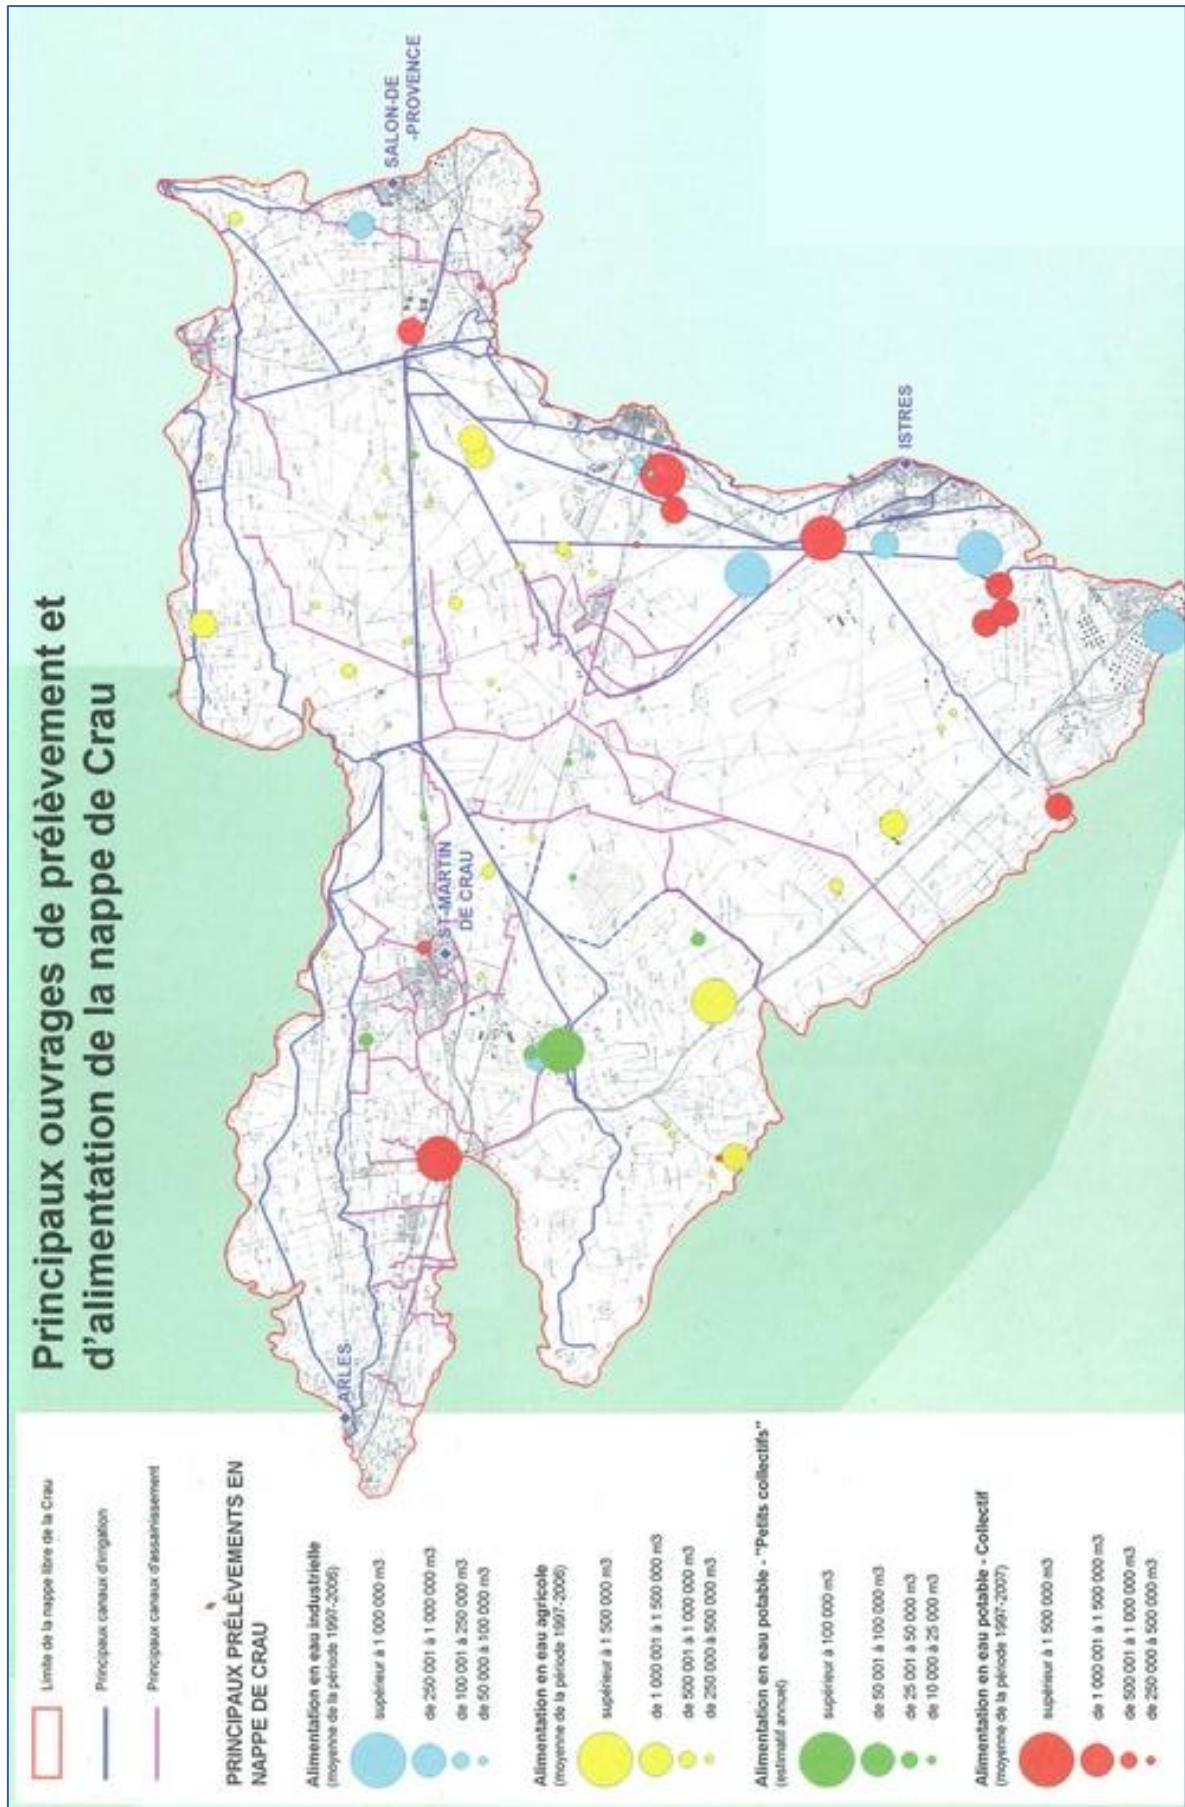 Principaux ouvrages de prélèvement et
d'alimentation de la nappe de Crau
SALON-DE
-PROVENCE
ISTRES
ST-MARTIN
DE CRAU
ARLES
Limite de la nappe libre de la Crau
Principaux canaux d'irrigation
Principaux canaux d'assainissement
PRINCIPAUX PRÉLÈVEMENTS EN
NAPPE DE CRAU
Alimentation en eau industrielle
(moyenne de la période 1997-2006)
supérieur à 1 000 000 m3
de 250 001 à 1 000 000 m3
de 100 001 à 250 000 m3
de 50 000 à 100 000 m3
Alimentation en eau agricole
(moyenne de la période 1997-2006)
supérieur à 1 500 000 m3
de 1 000 001 à 1 500 000 m3
de 500 001 à 1 000 000 m3
de 250 000 à 500 000 m3
Alimentation en eau potable - "Petits collectifs"
(estimatif annuel)
supérieur à 100 000 m3
de 50 001 à 100 000 m3
de 25 001 à 50 000 m3
de 10 000 à 25 000 m3
Alimentation en eau potable - Collectif
(moyenne de la période 1997-2007)
supérieur à 1 500 000 m3
de 1 000 001 à 1 500 000 m3
de 500 001 à 1 000 000 m3
de 250 000 à 500 000 m3